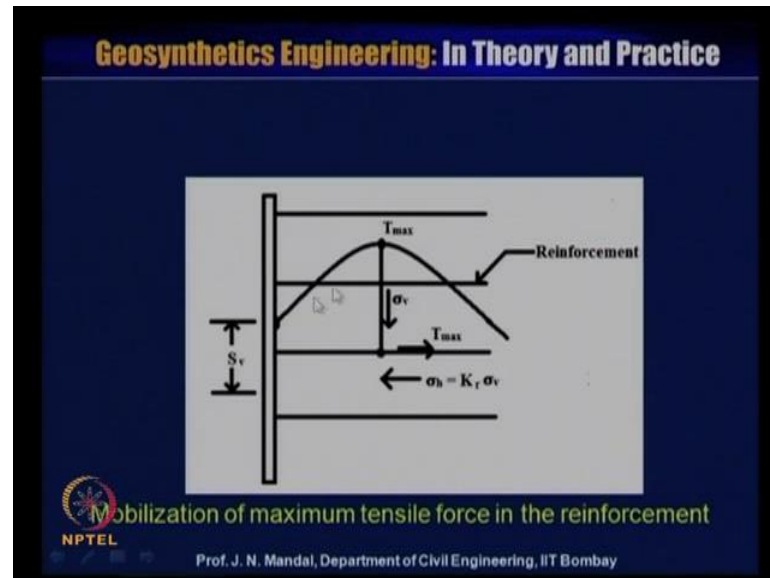 Geosynthetics Engineering: In Theory and Practice
Tmax
Reinforcement
σv
Tmax
Sv
σh = Kr σv
Mobilization of maximum tensile force in the reinforcement
NPTEL
Prof. J. N. Mandal, Department of Civil Engineering, IIT Bombay